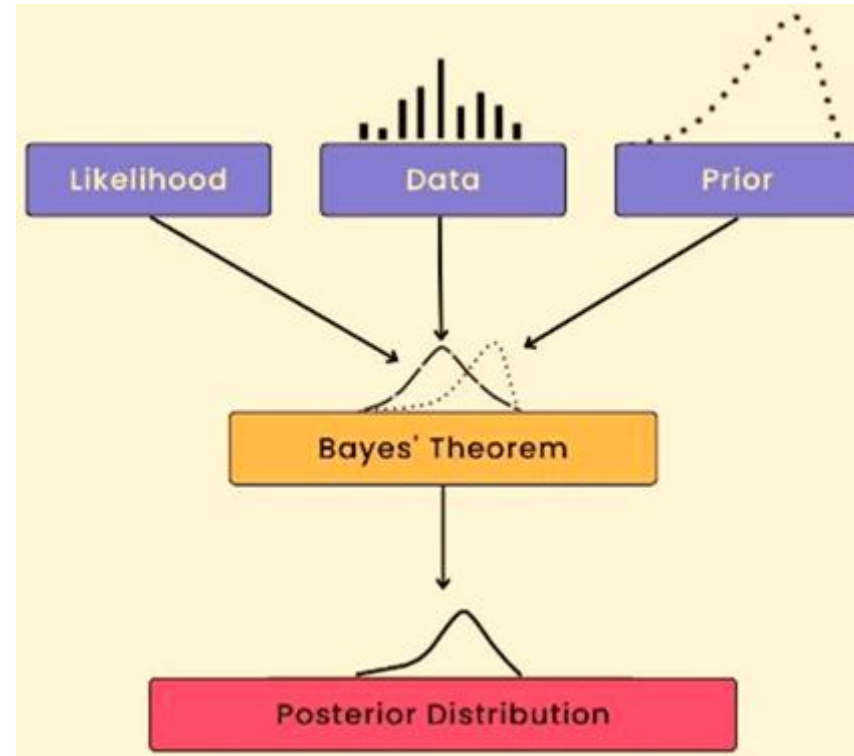 Likelihood
Data
Prior
Bayes' Theorem
Posterior Distribution